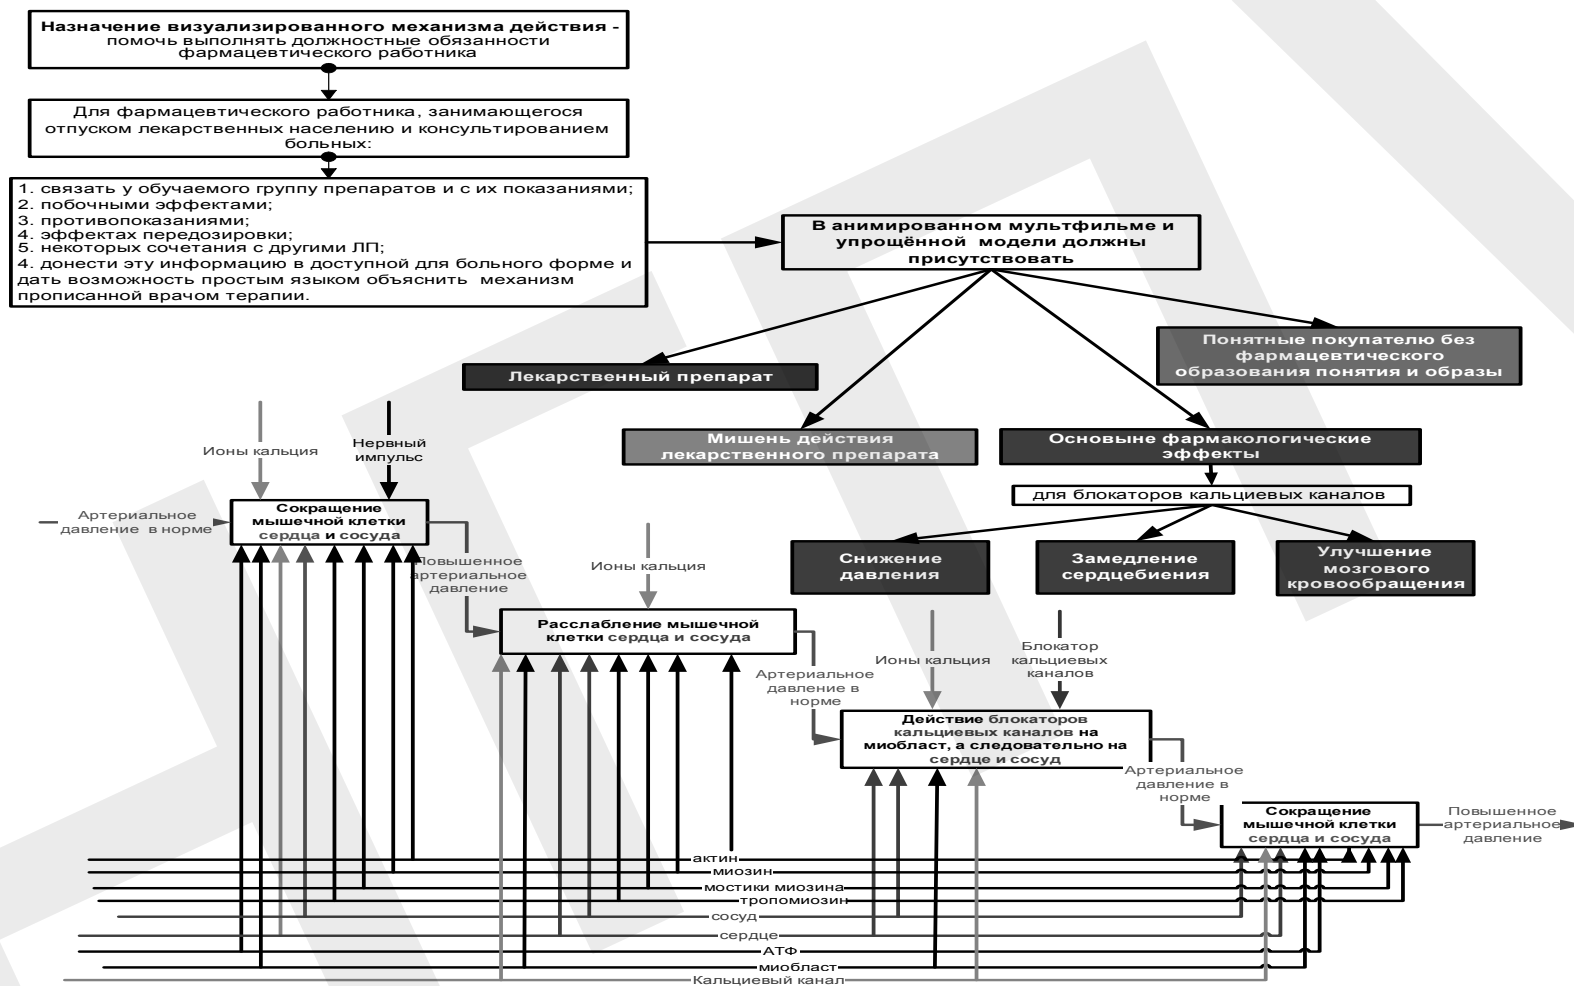 Назначение визуализированного механизма действия -
помочь выполнять должностные обязанности
фармацевтического работника
Для фармацевтического работника, занимающегося
отпуском лекарственных населению и консультированием
больных:
1. связать у обучаемого группу препаратов и с их показаниями;
2. побочными эффектами;
3. противопоказаниями;
4. эффектах передозировки;
5. некоторых сочетания с другими ЛП;
4. донести эту информацию в доступной для больного форме и
дать возможность простым языком объяснить механизм
прописанной врачом терапии.
В анимированном мультфильме и
упрощённой модели должны
присутствовать
Лекарственный препарат
Мишень действия
лекарственного препарата
Основыне фармакологические
эффекты
Понятные покупателю без
фармацевтического
образования понятия и образы
для блокаторов кальциевых каналов
Снижение
давления
Замедление
сердцебиения
Улучшение
мозгового
кровообращения
Ионы кальция
Нервный
импульс
Артериальное
давление в норме
Сокращение
мышечной клетки
сердца и сосуда
Повышенное
артериальное
давление
Ионы кальция
Расслабление мышечной
клетки сердца и сосуда
Артериальное
давление в
норме
Ионы кальция
Блокатор
кальциевых
каналов
Действие блокаторов
кальциевых каналов на
миобласт, а следовательно на
сердце и сосуд
Артериальное
давление в
норме
Сокращение
мышечной клетки
сердца и сосуда
Повышенное
артериальное
давление
актин
миозин
мостики миозина
тропомиозин
сосуд
сердце
АТФ
миобласт
Кальциевый канал